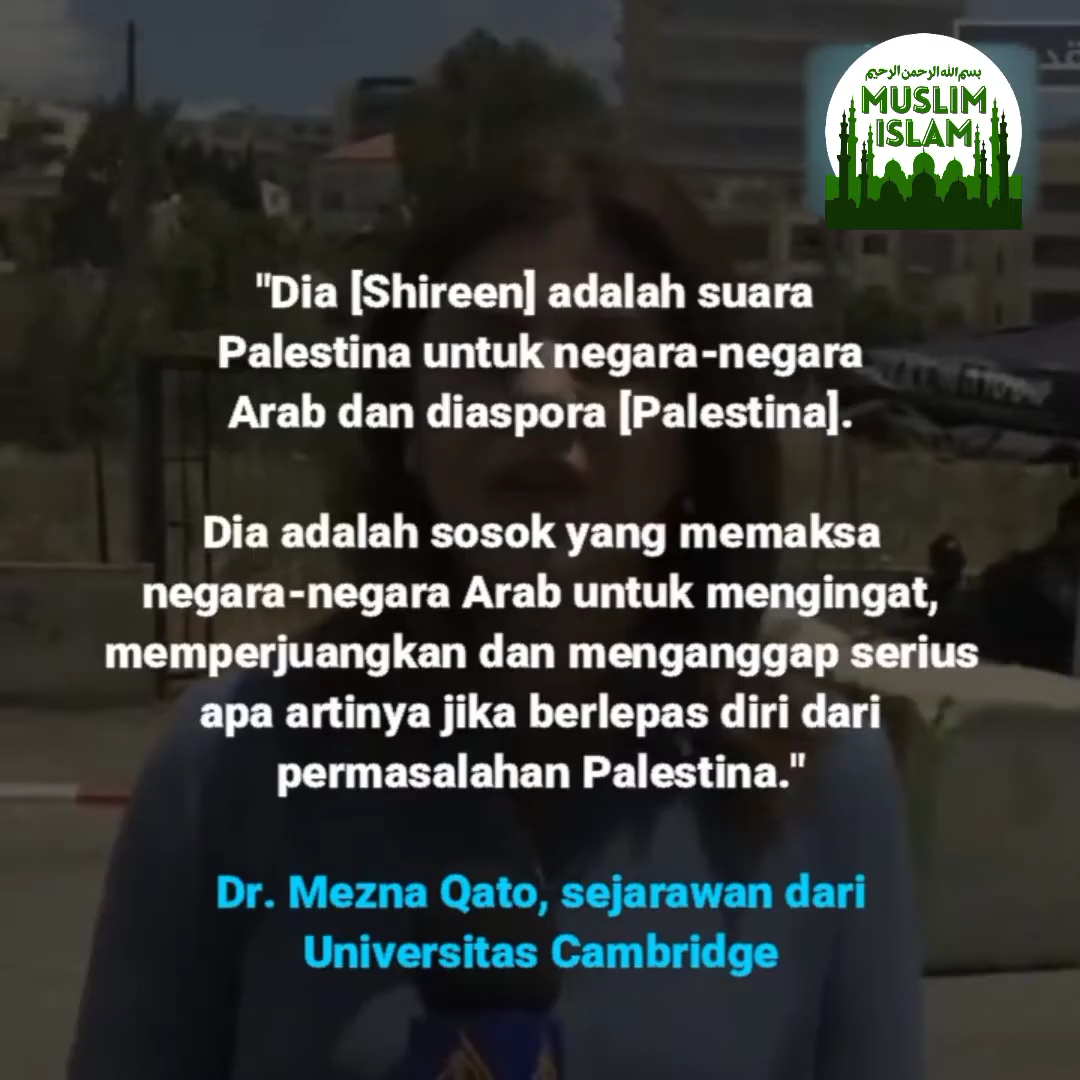 بسم الله الرحمن الرحيم
MUSLIM
ISLAM
"Dia [Shireen] adalah suara
Palestina untuk negara-negara
Arab dan diaspora [Palestina].
Dia adalah sosok yang memaksa
negara-negara Arab untuk mengingat,
memperjuangkan dan menganggap serius
apa artinya jika berlepas diri dari
permasalahan Palestina."
Dr. Mezna Qato, sejarawan dari
Universitas Cambridge